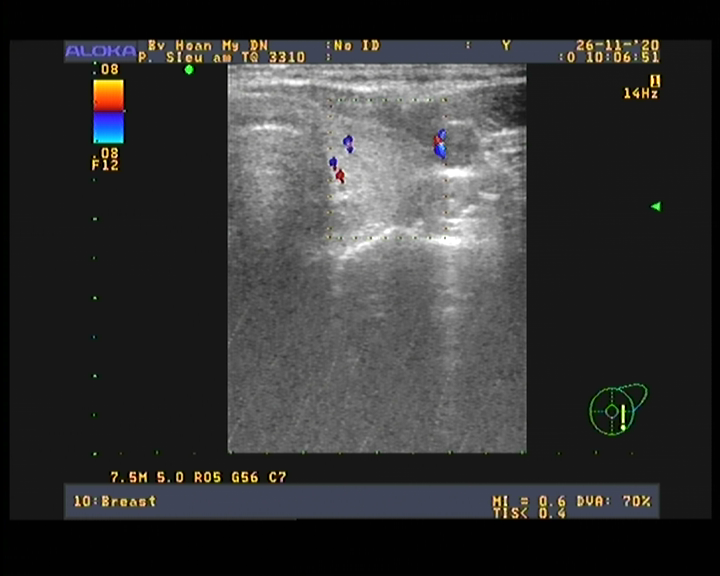 ALOKA Bv Hoan My DN :No ID : Y 26-11-'20
P. Sieu am TQ 3310 : :0 10:06:51
.08
1
14Hz
.08
F12
7.5M 5.0 R05 G56 C7
10:Breast
MI = 0.6 DVA: 70%
TIS< 0.4